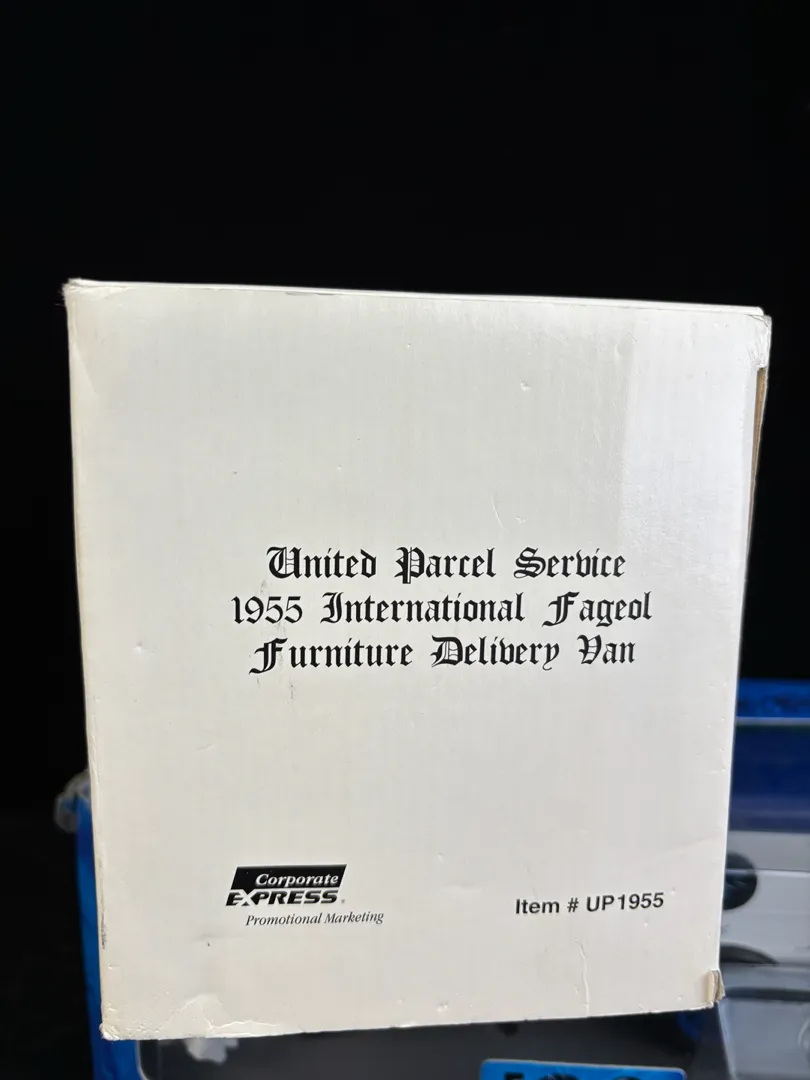 United Parcel Service
1955 International Fageol
Furniture Delivery Van
Corporate
EXPRESS
Promotional Marketing
Item # UP1955